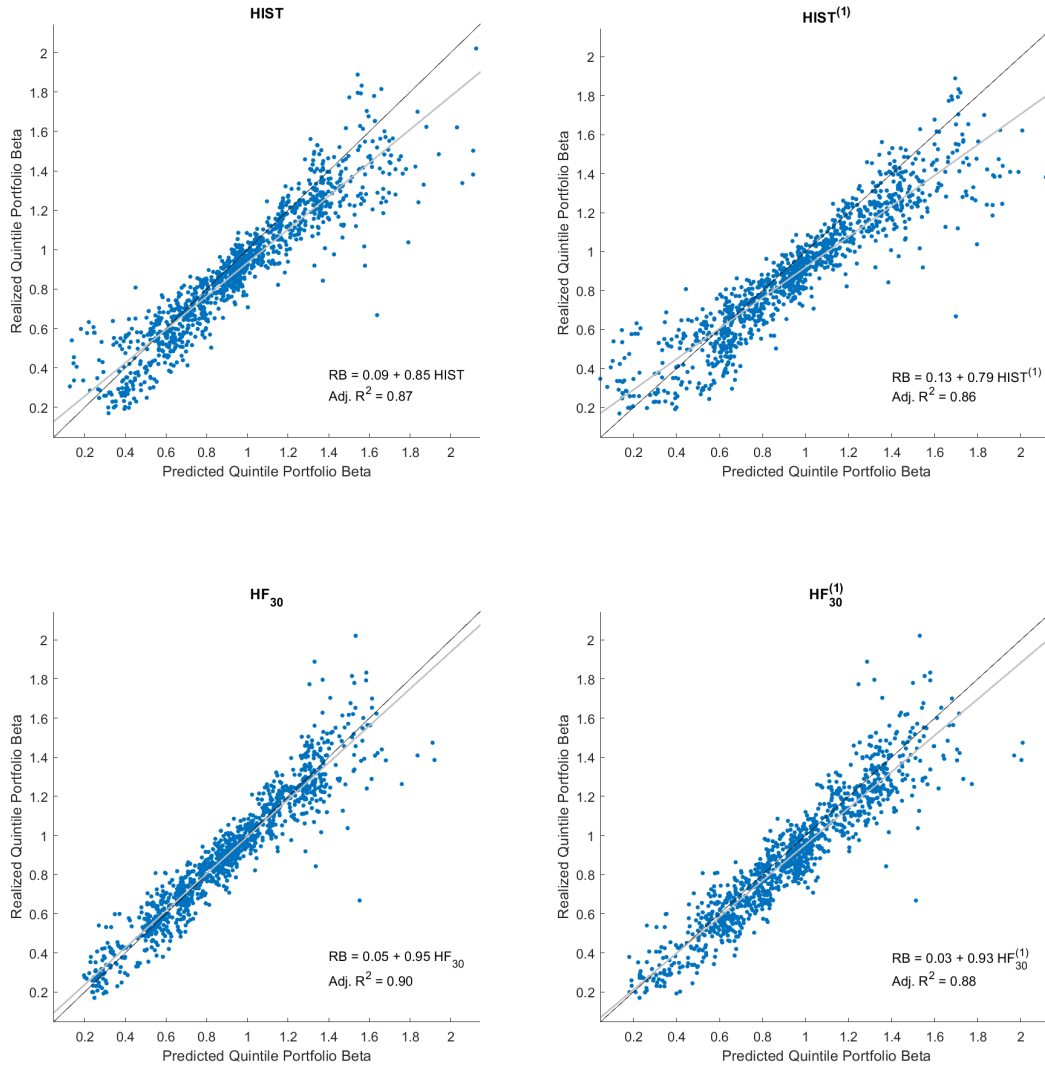 HIST
2
1.8
1.6
1.4
1.2
1
0.8
0.6
0.4
0.2
Realized Quintile Portfolio Beta
RB = 0.09 + 0.85 HIST
Adj. R² = 0.87
0.2 0.4 0.6 0.8 1 1.2 1.4 1.6 1.8 2
Predicted Quintile Portfolio Beta
HIST⁽¹⁾
2
1.8
1.6
1.4
1.2
1
0.8
0.6
0.4
0.2
Realized Quintile Portfolio Beta
RB = 0.13 + 0.79 HIST⁽¹⁾
Adj. R² = 0.86
0.2 0.4 0.6 0.8 1 1.2 1.4 1.6 1.8 2
Predicted Quintile Portfolio Beta
HF₃₀
2
1.8
1.6
1.4
1.2
1
0.8
0.6
0.4
0.2
Realized Quintile Portfolio Beta
RB = 0.05 + 0.95 HF₃₀
Adj. R² = 0.90
0.2 0.4 0.6 0.8 1 1.2 1.4 1.6 1.8 2
Predicted Quintile Portfolio Beta
HF₃₀⁽¹⁾
2
1.8
1.6
1.4
1.2
1
0.8
0.6
0.4
0.2
Realized Quintile Portfolio Beta
RB = 0.03 + 0.93 HF₃₀⁽¹⁾
Adj. R² = 0.88
0.2 0.4 0.6 0.8 1 1.2 1.4 1.6 1.8 2
Predicted Quintile Portfolio Beta